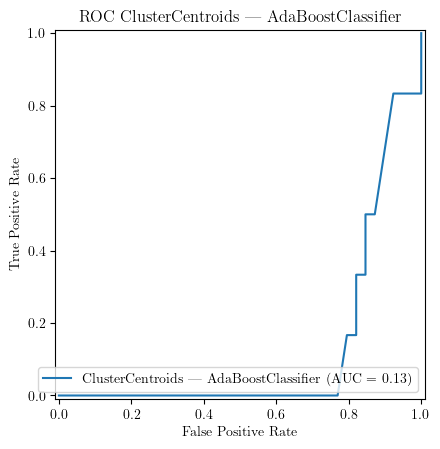 ROC ClusterCentroids — AdaBoostClassifier
True Positive Rate
1.0
0.8
0.6
0.4
0.2
0.0
ClusterCentroids — AdaBoostClassifier (AUC = 0.13)
0.0 0.2 0.4 0.6 0.8 1.0
False Positive Rate